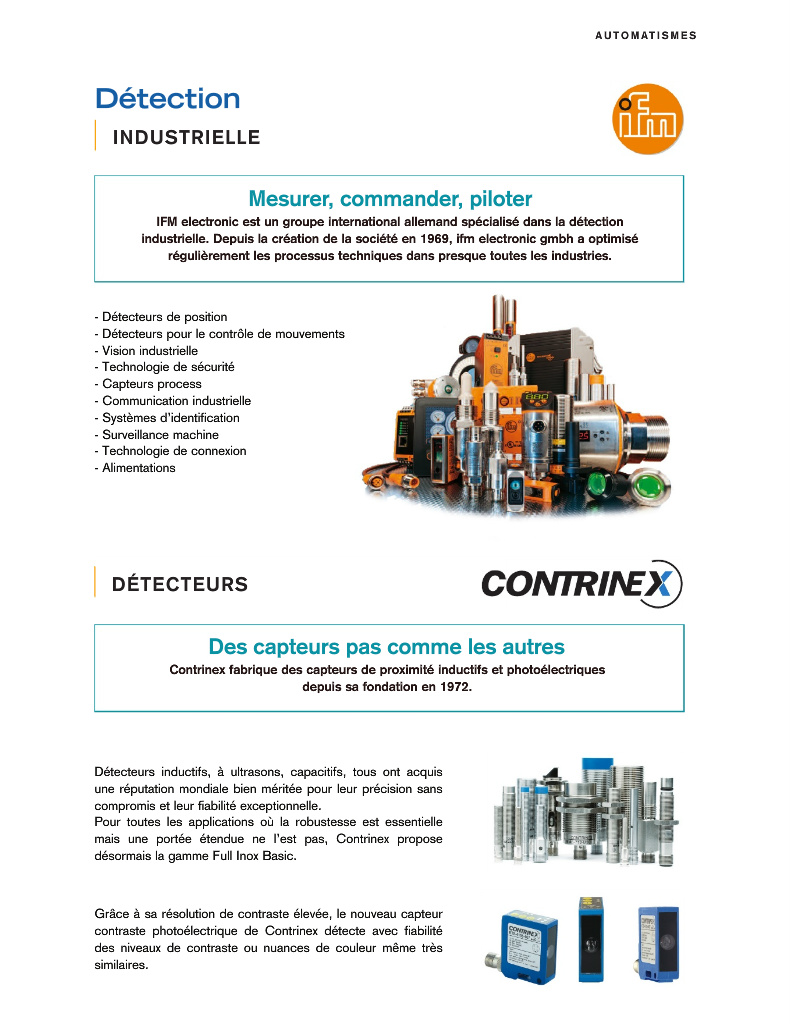 AUTOMATISMES
Détection
INDUSTRIELLE
ifm
Mesurer, commander, piloter
IFM electronic est un groupe international allemand spécialisé dans la détection
industrielle. Depuis la création de la société en 1969, ifm electronic gmbh a optimisé
régulièrement les processus techniques dans presque toutes les industries.
- Détecteurs de position
- Détecteurs pour le contrôle de mouvements
- Vision industrielle
- Technologie de sécurité
- Capteurs process
- Communication industrielle
- Systèmes d'identification
- Surveillance machine
- Technologie de connexion
- Alimentations
DÉTECTEURS
CONTRINEX
Des capteurs pas comme les autres
Contrinex fabrique des capteurs de proximité inductifs et photoélectriques
depuis sa fondation en 1972.
Détecteurs inductifs, à ultrasons, capacitifs, tous ont acquis
une réputation mondiale bien méritée pour leur précision sans
compromis et leur fiabilité exceptionnelle.
Pour toutes les applications où la robustesse est essentielle
mais une portée étendue ne l'est pas, Contrinex propose
désormais la gamme Full Inox Basic.
Grâce à sa résolution de contraste élevée, le nouveau capteur
contraste photoélectrique de Contrinex détecte avec fiabilité
des niveaux de contraste ou nuances de couleur même très
similaires.
CONTRINEX
CONTRINEX